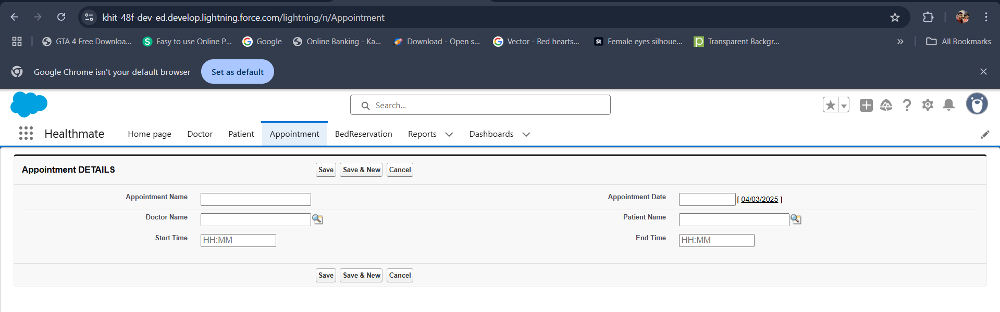 khit-48f-dev-ed.develop.lightning.force.com/lightning/n/Appointment
GTA 4 Free Downloa... Easy to use Online P... Google Online Banking - Ka... Download - Open s... Vector - Red hearts... St Female eyes silhoue... Transparent Backgr... » All Bookmarks
Google Chrome isn't your default browser Set as default
Search...
Healthmate Home page Doctor Patient Appointment BedReservation Reports Dashboards
Appointment DETAILS Save Save & New Cancel
Appointment Name Appointment Date [ 04/03/2025 ]
Doctor Name Patient Name
Start Time HH:MM End Time HH:MM
Save Save & New Cancel